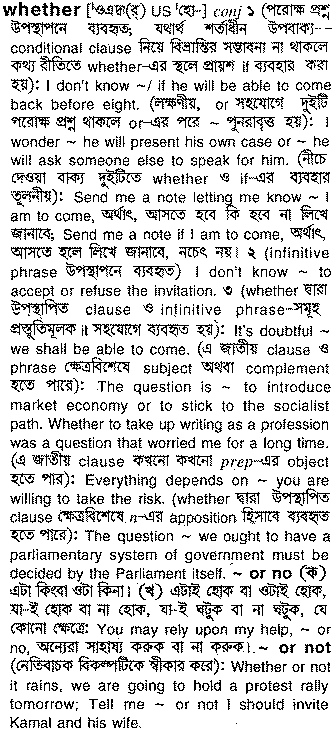 whether [ˈওএদ্যা(র্) US ˈহো–] conj ১ (পরোক্ষ প্রশ্ন
উপস্থাপনে ব্যবহৃত; যথার্থ শর্তাধীন উপবাক্য–
conditional clause নিয়ে বিভ্রান্তির সম্ভাবনা না থাকলে
কথ্য রীতিতে whether–এর স্থলে প্রায়শ if ব্যবহার করা
হয়): I don't know ~/ if he will be able to come
back before eight. (লক্ষণীয়, or সহযোগে দুইটি
পরোক্ষ প্রশ্ন থাকলে or–এর পরে ~ পুনরাবৃত্ত হয়): I
wonder ~ he will present his own case or ~ he
will ask someone else to speak for him. (নীচে
দেওয়া বাক্য দুইটিতে whether ও if–এর ব্যবহার
তুলনীয়): Send me a note letting me know ~ I
am to come, অর্থাৎ, আসতে হবে কি হবে না লিখে
জানাবে; Send me a note if I am to come, অর্থাৎ,
আসতে হলে লিখে জানাবে, নচেৎ নয়। ২ (infinitive
phrase উপস্থাপনে ব্যবহৃত) I don't know ~ to
accept or refuse the invitation. ৩ (whether দ্বারা
উপস্থাপিত clause ও infinitive phrase–সমূহ
প্রস্তুতিমূলক it সহযোগে ব্যবহৃত হয়): It's doubtful ~
we shall be able to come. (এ জাতীয় clause ও
phrase ক্ষেত্রবিশেষে subject অথবা complement
হতে পারে): The question is ~ to introduce
market economy or to stick to the socialist
path. Whether to take up writing as a profession
was a question that worried me for a long time.
(এ জাতীয় clause কখনো কখনো prep–এর object
হতে পার): Everything depends on ~ you are
willing to take the risk. (whether দ্বারা উপস্থাপিত
clause ক্ষেত্রবিশেষে n–এর apposition হিসাবে ব্যবহৃত
হতে পারে): The question ~ we ought to have a
parliamentary system of government must be
decided by the Parliament itself. ~ or no (ক)
এটা কিংবা ওটা কিনা। (খ) এটাই হোক বা ওটাই হোক,
যা–ই হোক বা না হোক, যা–ই ঘটুক বা না ঘটুক, যে
কোনো ক্ষেত্রে: You may rely upon my help, ~ or
no, অন্যেরা সাহায্য করুক বা না করুক। ~ or not
(নেতিবাচক বিকল্পটিকে স্বীকার করে): Whether or not
it rains, we are going to hold a protest rally
tomorrow; Tell me ~ or not I should invite
Kamal and his wife.